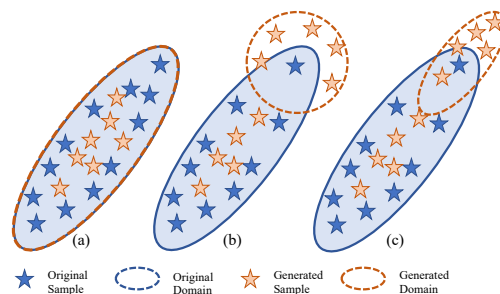 (a) (b) (c)
Original Original Generated Generated
Sample Domain Sample Domain